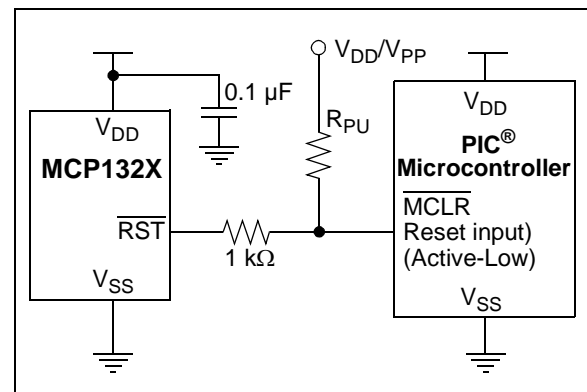 V_DD/V_PP
0.1 µF
R_PU
V_DD
MCP132X
RST
V_SS
1 kΩ
V_DD
PIC®
Microcontroller
MCLR
Reset input)
(Active-Low)
V_SS